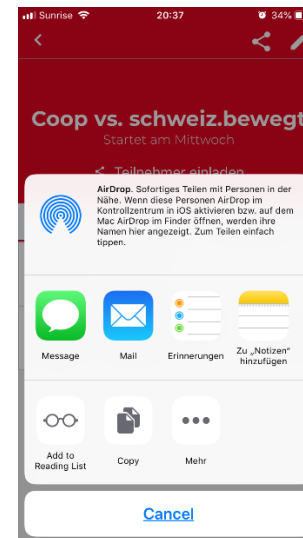 Sunrise 20:37 34%
Coop vs. schweiz.bewegt
Startet am Mittwoch
Teilnehmer einladen
AirDrop. Sofortiges Teilen mit Personen in der
Nähe. Wenn diese Personen AirDrop im
Kontrollzentrum in iOS aktivieren bzw. auf dem
Mac AirDrop im Finder öffnen, werden ihre
Namen hier angezeigt. Zum Teilen einfach
tippen.
Message Mail Erinnerungen Zu „Notizen“
hinzufügen
Add to
Reading List Copy Mehr
Cancel